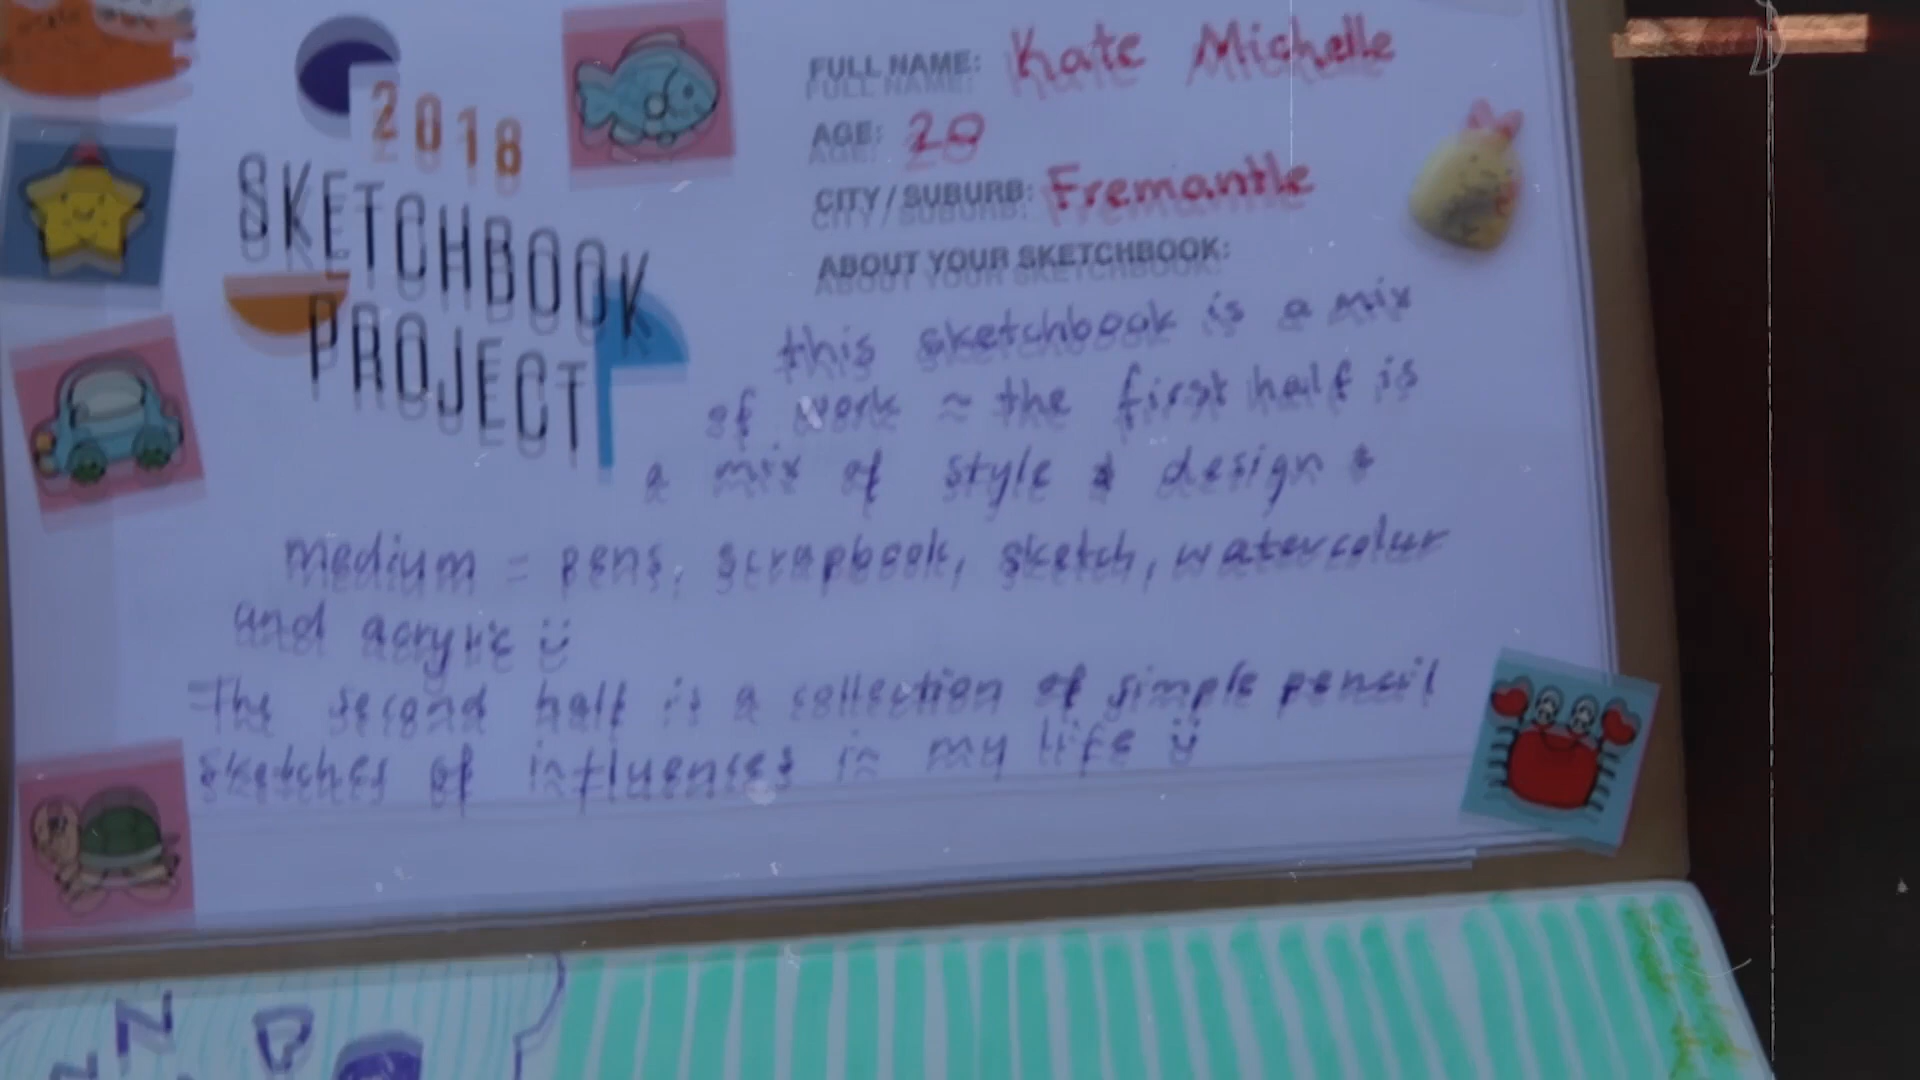 2018
SKETCHBOOK
PROJECT
FULL NAME: Kate Michelle
AGE: 28
CITY/SUBURB: Fremantle
ABOUT YOUR SKETCHBOOK:
this sketchbook is a mix
of work ~ the first half is
a mix of style & design &
medium = pens, scrapbook, sketch, watercolur
and acrylic ü
The second half is a collection of simple pencil
sketches of influences in my life ü